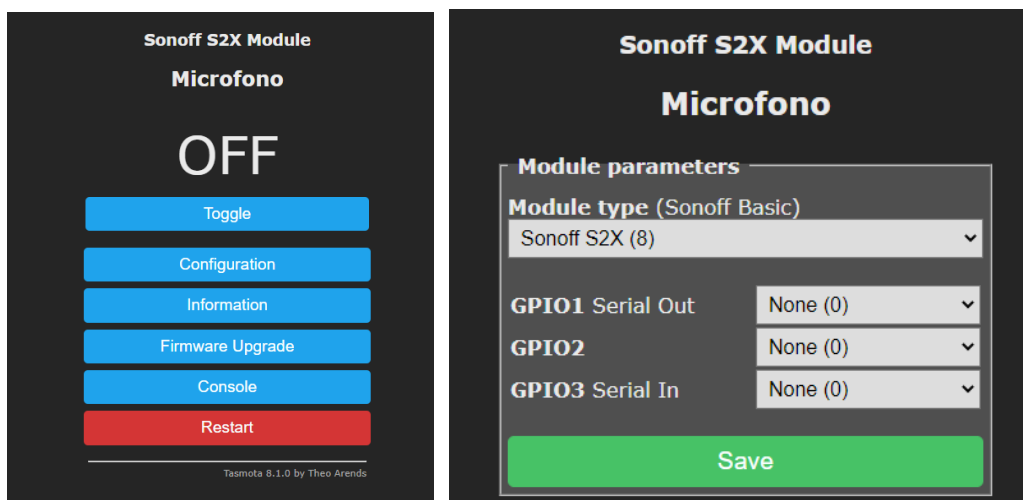 Sonoff S2X Module
Microfono
OFF
Toggle
Configuration
Information
Firmware Upgrade
Console
Restart
Tasmota 8.1.0 by Theo Arends
Sonoff S2X Module
Microfono
Module parameters
Module type (Sonoff Basic)
Sonoff S2X (8)
GPIO1 Serial Out None (0)
GPIO2 None (0)
GPIO3 Serial In None (0)
Save